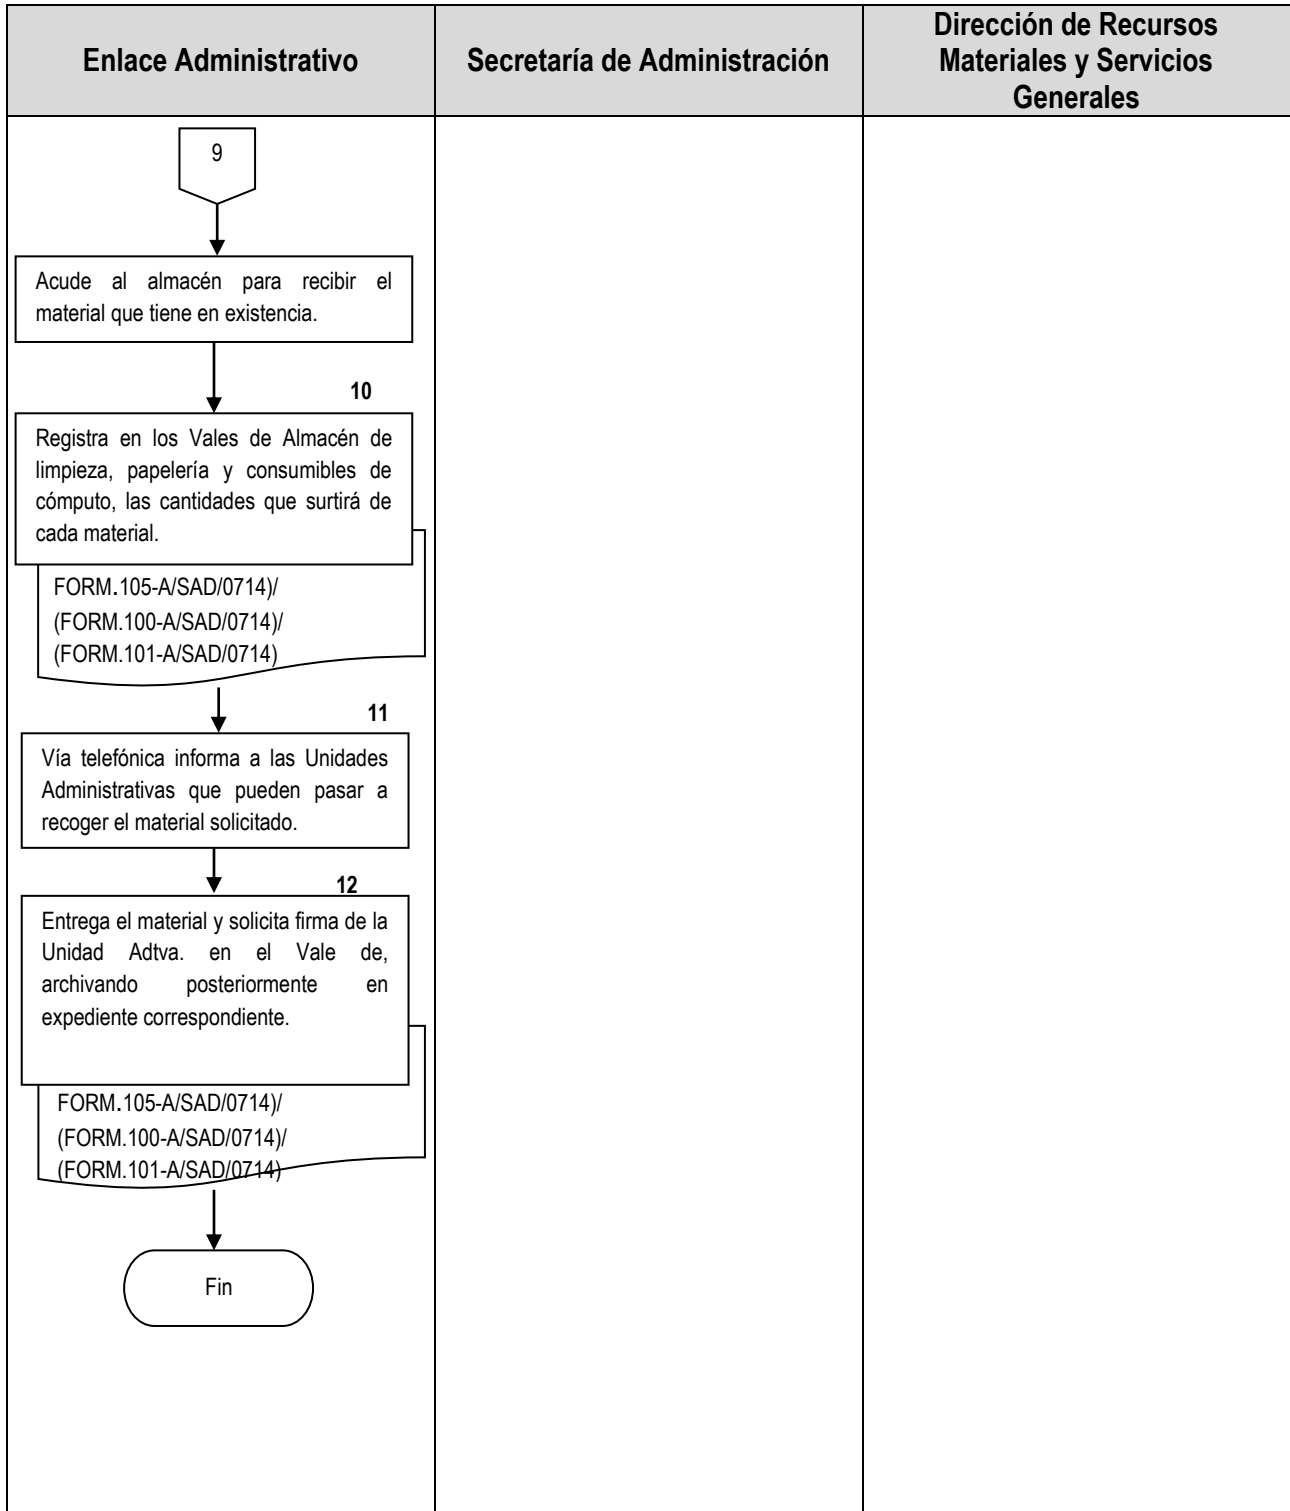 Enlace Administrativo
Secretaría de Administración
Dirección de Recursos
Materiales y Servicios
Generales
9
Acude al almacén para recibir el
material que tiene en existencia.
10
Registra en los Vales de Almacén de
limpieza, papelería y consumibles de
cómputo, las cantidades que surtirá de
cada material.
FORM.105-A/SAD/0714)/
(FORM.100-A/SAD/0714)/
(FORM.101-A/SAD/0714)
11
Vía telefónica informa a las Unidades
Administrativas que pueden pasar a
recoger el material solicitado.
12
Entrega el material y solicita firma de la
Unidad Adtva. en el Vale de,
archivando posteriormente en
expediente correspondiente.
FORM.105-A/SAD/0714)/
(FORM.100-A/SAD/0714)/
(FORM.101-A/SAD/0714)
Fin